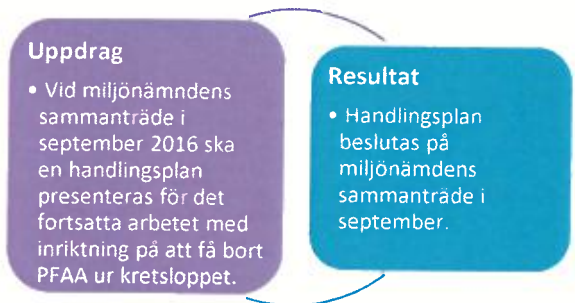 Uppdrag
• Vid miljönämndens
sammanträde i
september 2016 ska
en handlingsplan
presenteras för det
fortsatta arbetet med
inriktning på att få bort
PFAA ur kretsloppet.
Resultat
• Handlingsplan
beslutas på
miljönämdens
sammanträde i
september.